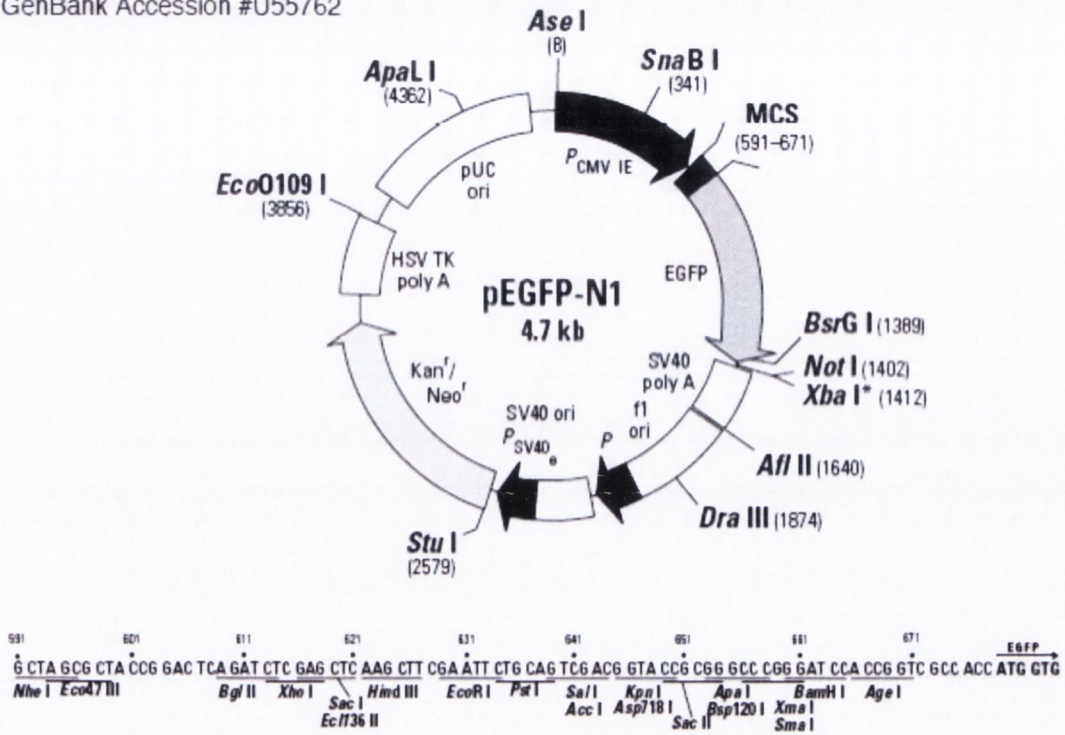 GenBank Accession #U55762
Ase I
(8)
SnaB I
(341)
MCS
(591–671)
ApaL I
(4362)
EcoO109 I
(3856)
PCMV IE
pUC
ori
HSV TK
poly A
EGFP
pEGFP-N1
4.7 kb
BsrG I (1389)
Not I (1402)
Xba I* (1412)
SV40
poly A
Kanr/
Neor
SV40 ori
PSV40e
P
f1
ori
Afl II (1640)
Dra III (1874)
Stu I
(2579)
591 601 611 621 631 641 651 661 671 EGFP
G CTA GCG CTA CCG GAC TCA GAT CTC GAG CTC AAG CTT CGA ATT CTG CAG TCG ACG GTA CCG CGG GCC CGG GAT CCA CCG GTC GCC ACC ATG GTG
Nhe I Eco47 III Bgl II Xho I Hind III EcoR I Pst I Sal I Kpn I Apa I BamH I Age I
Sac I Acc I Asp718 I Bsp120 I Xma I
Ecl136 II Sac II Sma I